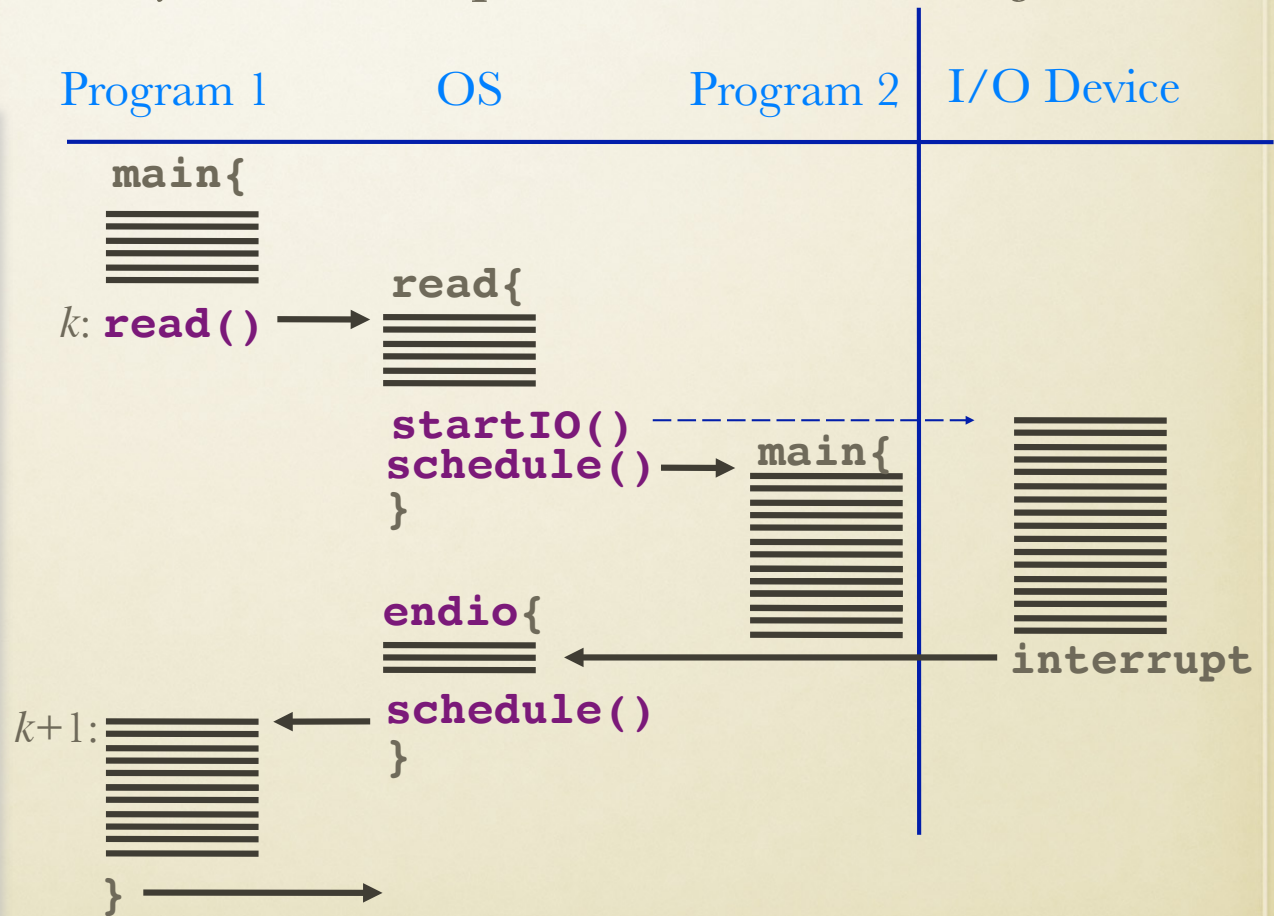 Program 1 OS Program 2 I/O Device
main{
read{
k: read()
startIO()
main{
schedule()
}
endio{
interrupt
schedule()
k+1:
}
}